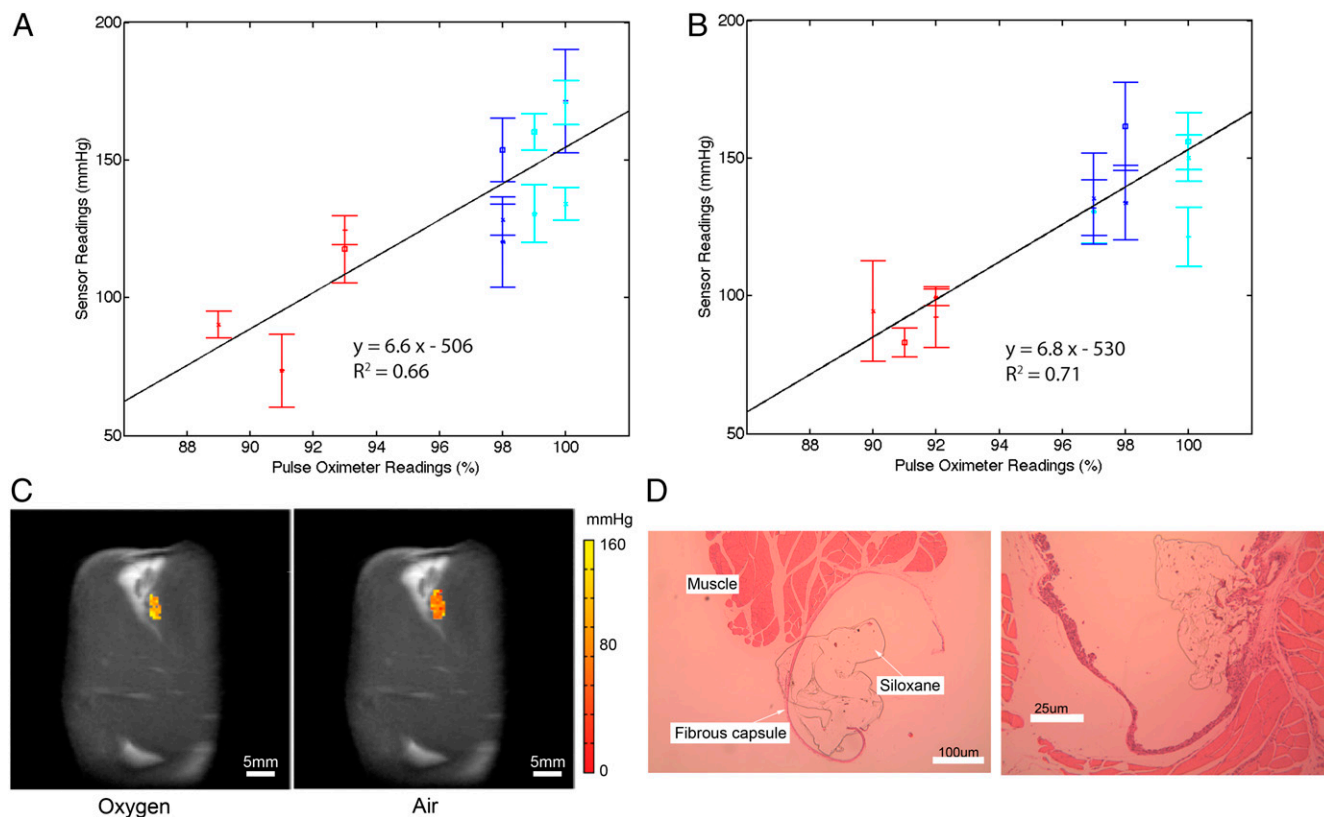 A
200
150
100
50
Sensor Readings (mmHg)
88
90
92
94
96
98
100
Pulse Oximeter Readings (%)
y = 6.6 x - 506
R² = 0.66
B
200
150
100
50
Sensor Readings (mmHg)
88
90
92
94
96
98
100
Pulse Oximeter Readings (%)
y = 6.8 x - 530
R² = 0.71
C
5mm
Oxygen
5mm
Air
mmHg
160
80
0
D
Muscle
Siloxane
Fibrous capsule
100um
25um